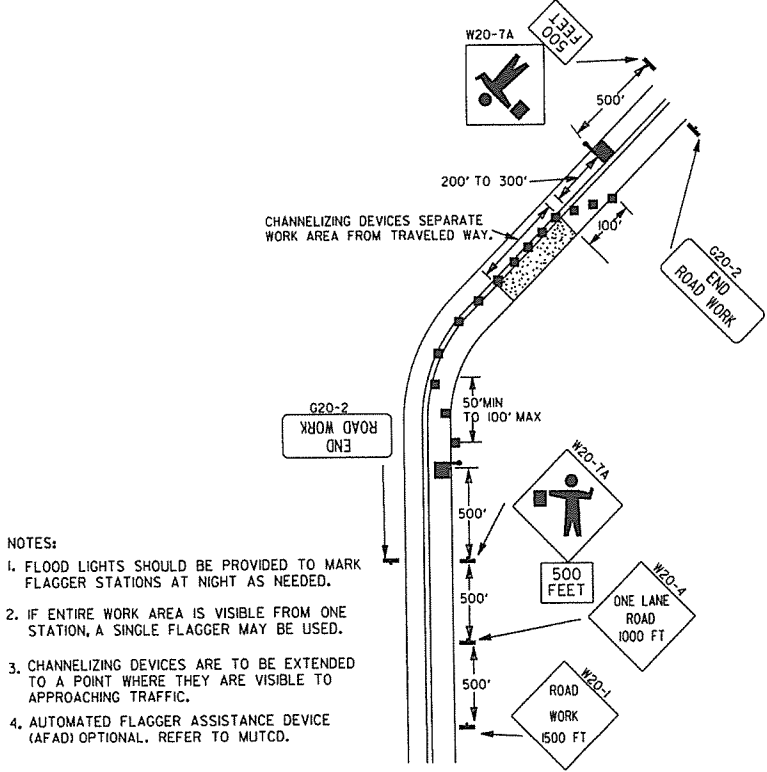 W20-7A
500
FEET
500'
200' TO 300'
CHANNELIZING DEVICES SEPARATE
WORK AREA FROM TRAVELED WAY.
100'
G20-2
END
ROAD WORK
50'MIN
TO 100' MAX
G20-2
END
ROAD WORK
W20-7A
500'
500
FEET
W20-4
ONE LANE
ROAD
1000 FT
500'
W20-1
ROAD
WORK
1500 FT
500'
NOTES:
1. FLOOD LIGHTS SHOULD BE PROVIDED TO MARK
FLAGGER STATIONS AT NIGHT AS NEEDED.
2. IF ENTIRE WORK AREA IS VISIBLE FROM ONE
STATION, A SINGLE FLAGGER MAY BE USED.
3. CHANNELIZING DEVICES ARE TO BE EXTENDED
TO A POINT WHERE THEY ARE VISIBLE TO
APPROACHING TRAFFIC.
4. AUTOMATED FLAGGER ASSISTANCE DEVICE
(AFAD) OPTIONAL. REFER TO MUTCD.